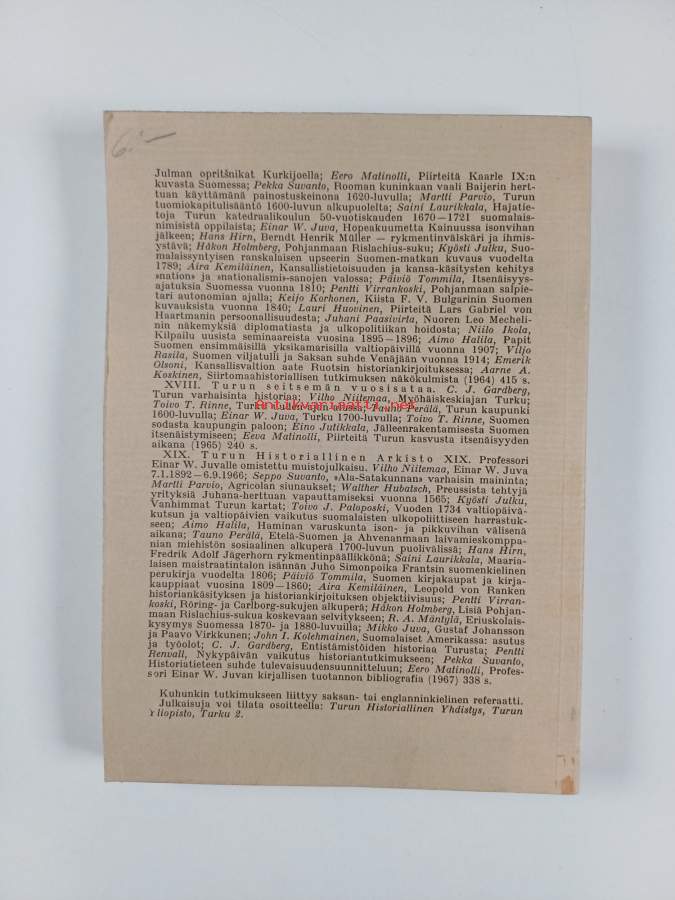 6:-
Julman opritšnikat Kurkijoella; Eero Matinolli, Piirteitä Kaarle IX:n
kuvasta Suomessa; Pekka Suvanto, Rooman kuninkaan vaali Baijerin hert-
tuan käyttämänä painostuskeinona 1620-luvulla; Martti Parvio, Turun
tuomiokapitulisääntö 1600-luvun alkupuolelta; Saini Laurikkala, Hajatie-
toja Turun katedraalikoulun 50-vuotiskauden 1670—1721 suomalais-
nimisistä oppilaista; Einar W. Juva, Hopeakuumetta Kainuussa isonvihan
jälkeen; Hans Hirn, Berndt Henrik Müller — rykmentinvälskäri ja ihmis-
ystävä; Håkon Holmberg, Pohjanmaan Rislachius-suku; Kyösti Julku, Suo-
malaissyntyisen ranskalaisen upseerin Suomen-matkan kuvaus vuodelta
1789; Aira Kemiläinen, Kansallistietoisuuden ja kansa-käsitysten kehitys
»nation» ja »nationalismi»-sanojen valossa; Päiviö Tommila, Itsenäisyys-
ajatuksia Suomessa vuonna 1810; Pentti Virrankoski, Pohjanmaan salpie-
tari autonomian ajalla; Keijo Korhonen, Kiista F. V. Bulgarinin Suomen
kuvauksista vuonna 1840; Lauri Huovinen, Piirteitä Lars Gabriel von
Haartmanin persoonallisuudesta; Juhani Paasivirta, Nuoren Leo Mecheli-
nin näkemyksiä diplomatiasta ja ulkopolitiikan hoidosta; Niilo Ikola,
Kilpailu uusista seminaareista vuosina 1895—1896; Aimo Halila, Papit
Suomen ensimmäisillä yksikamarisilla valtiopäivillä vuonna 1907; Viljo
Rasila, Suomen viljatulli ja Saksan suhde Venäjään vuonna 1914; Emerik
Olsoni, Kansallisvaltion aate Ruotsin historiankirjoituksessa; Aarne A.
Koskinen, Siirtomaahistoriallisen tutkimuksen näkökulmista (1964) 415 s.
XVIII. Turun seitsemän vuosisataa. C. J. Gardberg,
Turun varhaisinta historiaa; Vilho Niitemaa, Myöhäiskeskiajan Turku;
Toivo T. Rinne, Turku uudenajan alussa; Tauno Perälä, Turun kaupunki
1600-luvulla; Einar W. Juva, Turku 1700-luvulla; Toivo T. Rinne, Suomen
sodasta kaupungin paloon; Eino Jutikkala, Jälleenrakentamisesta Suomen
itsenäistymiseen; Eeva Matinolli, Piirteitä Turun kasvusta itsenäisyyden
aikana (1965) 240 s.
XIX. Turun Historiallinen Arkisto XIX. Professori
Einar W. Juvalle omistettu muistojulkaisu. Vilho Niitemaa, Einar W. Juva
7.1.1892—6.9.1966; Seppo Suvanto, »Ala-Satakunnan» varhaisin maininta;
Martti Parvio, Agricolan siunaukset; Walther Hubatsch, Preussista tehtyjä
yrityksiä Juhana-herttuan vapauttamiseksi vuonna 1565; Kyösti Julku,
Vanhimmat Turun kartat; Toivo J. Paloposki, Vuoden 1734 valtiopäivä-
kutsun ja valtiopäivien vaikutus suomalaisten ulkopoliittiseen harrastuk-
seen; Aimo Halila, Haminan varuskunta ison- ja pikkuvihan välisenä
aikana; Tauno Perälä, Etelä-Suomen ja Ahvenanmaan laivamieskomppa-
nian miehistön sosiaalinen alkuperä 1700-luvun puolivälissä; Hans Hirn,
Fredrik Adolf Jägerhorn rykmentinpäällikkönä; Saini Laurikkala, Maaria-
laisen maistraatintalon isännän Juho Simonpoika Frantsin suomenkielinen
perukirja vuodelta 1806; Päiviö Tommila, Suomen kirjakaupat ja kirja-
kauppiaat vuosina 1809—1860; Aira Kemiläinen, Leopold von Ranken
historiankäsityksen ja historiankirjoituksen objektiivisuus; Pentti Virran-
koski, Röring- ja Carlborg-sukujen alkuperä; Håkon Holmberg, Lisiä Pohjan-
maan Rislachius-sukua koskevaan selvitykseen; R. A. Mäntylä, Eriuskolais-
kysymys Suomessa 1870- ja 1880-luvuilla; Mikko Juva, Gustaf Johansson
ja Paavo Virkkunen; John I. Kolehmainen, Suomalaiset Amerikassa: asutus
ja työolot; C. J. Gardberg, Entistämistöiden historiaa Turusta; Pentti
Renvall, Nykypäivän vaikutus historiantutkimukseen; Pekka Suvanto,
Historiatieteen suhde tulevaisuudensuunnitteluun; Eero Matinolli, Profes-
sori Einar W. Juvan kirjallisen tuotannon bibliografia (1967) 338 s.
Kuhunkin tutkimukseen liittyy saksan- tai englanninkielinen referaatti.
Julkaisuja voi tilata osoitteella: Turun Historiallinen Yhdistys, Turun
Yliopisto, Turku 2.
antikvariaatti.net